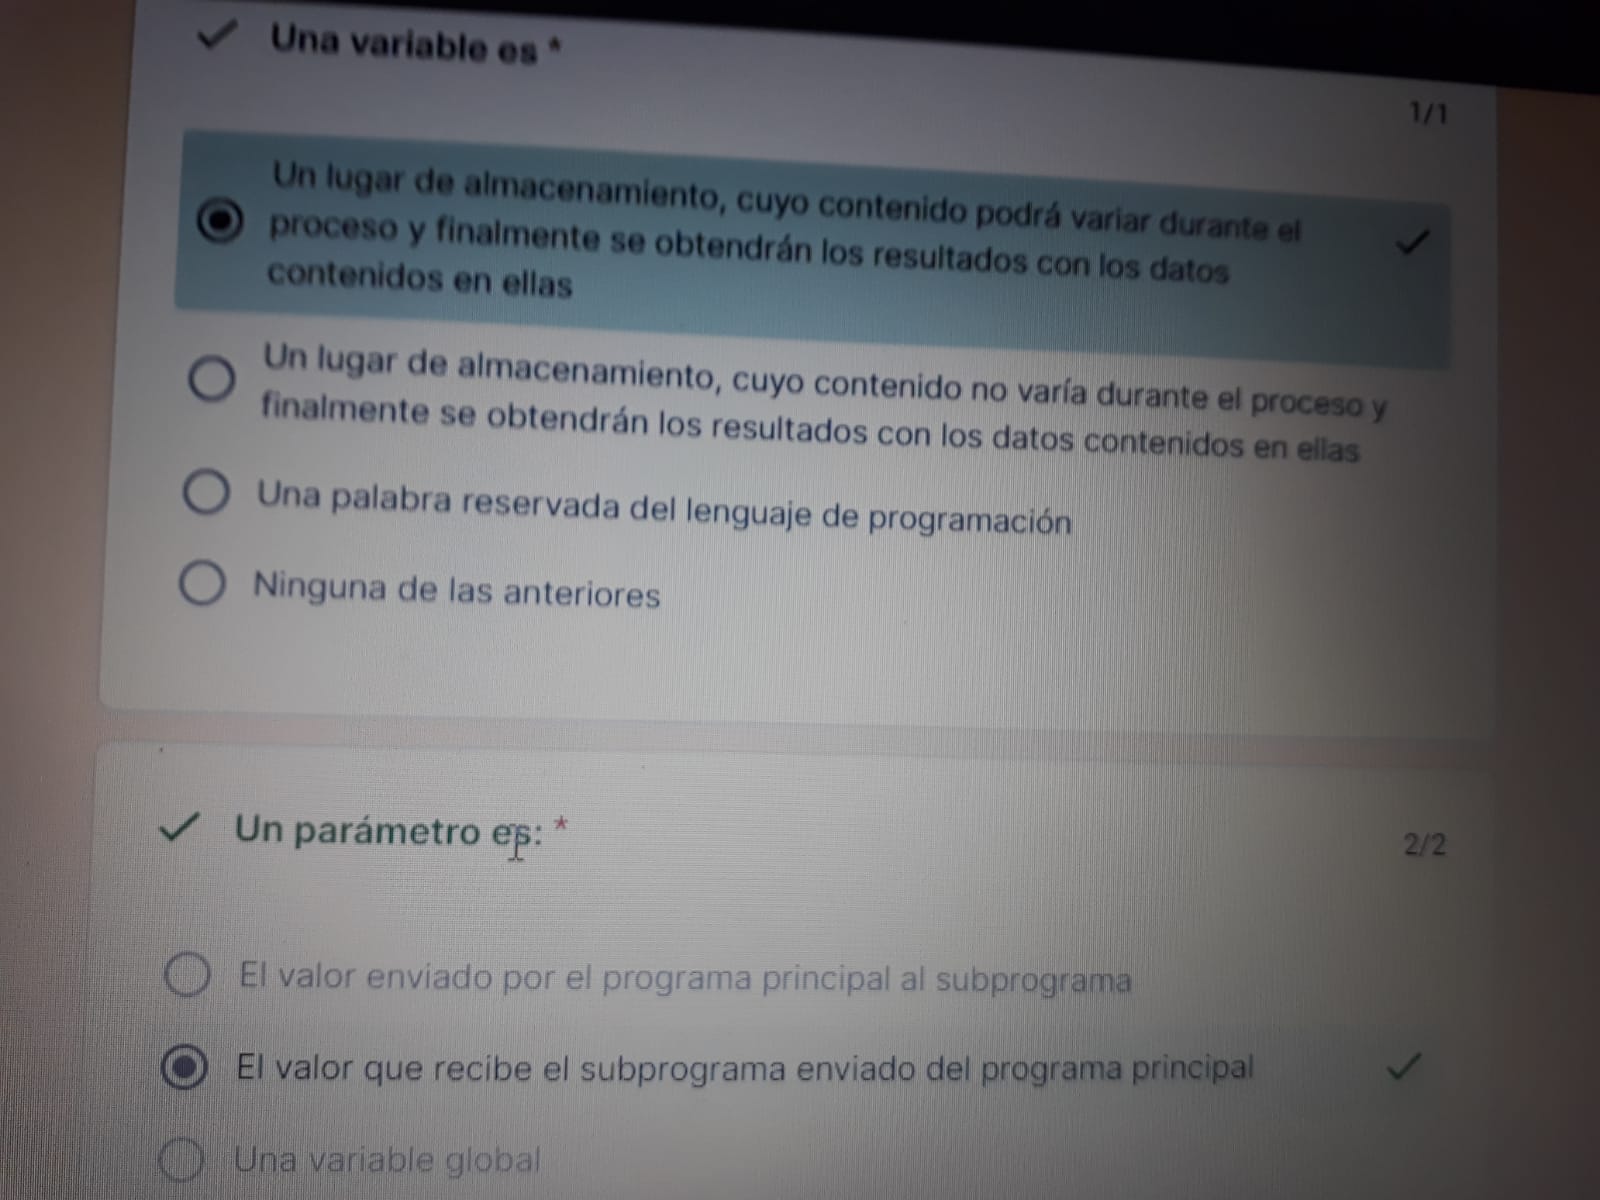 Una variable es *
1/1
Un lugar de almacenamiento, cuyo contenido podrá variar durante el
proceso y finalmente se obtendrán los resultados con los datos
contenidos en ellas
Un lugar de almacenamiento, cuyo contenido no varía durante el proceso y
finalmente se obtendrán los resultados con los datos contenidos en ellas
Una palabra reservada del lenguaje de programación
Ninguna de las anteriores
Un parámetro es: *
2/2
El valor enviado por el programa principal al subprograma
El valor que recibe el subprograma enviado del programa principal
Una variable global